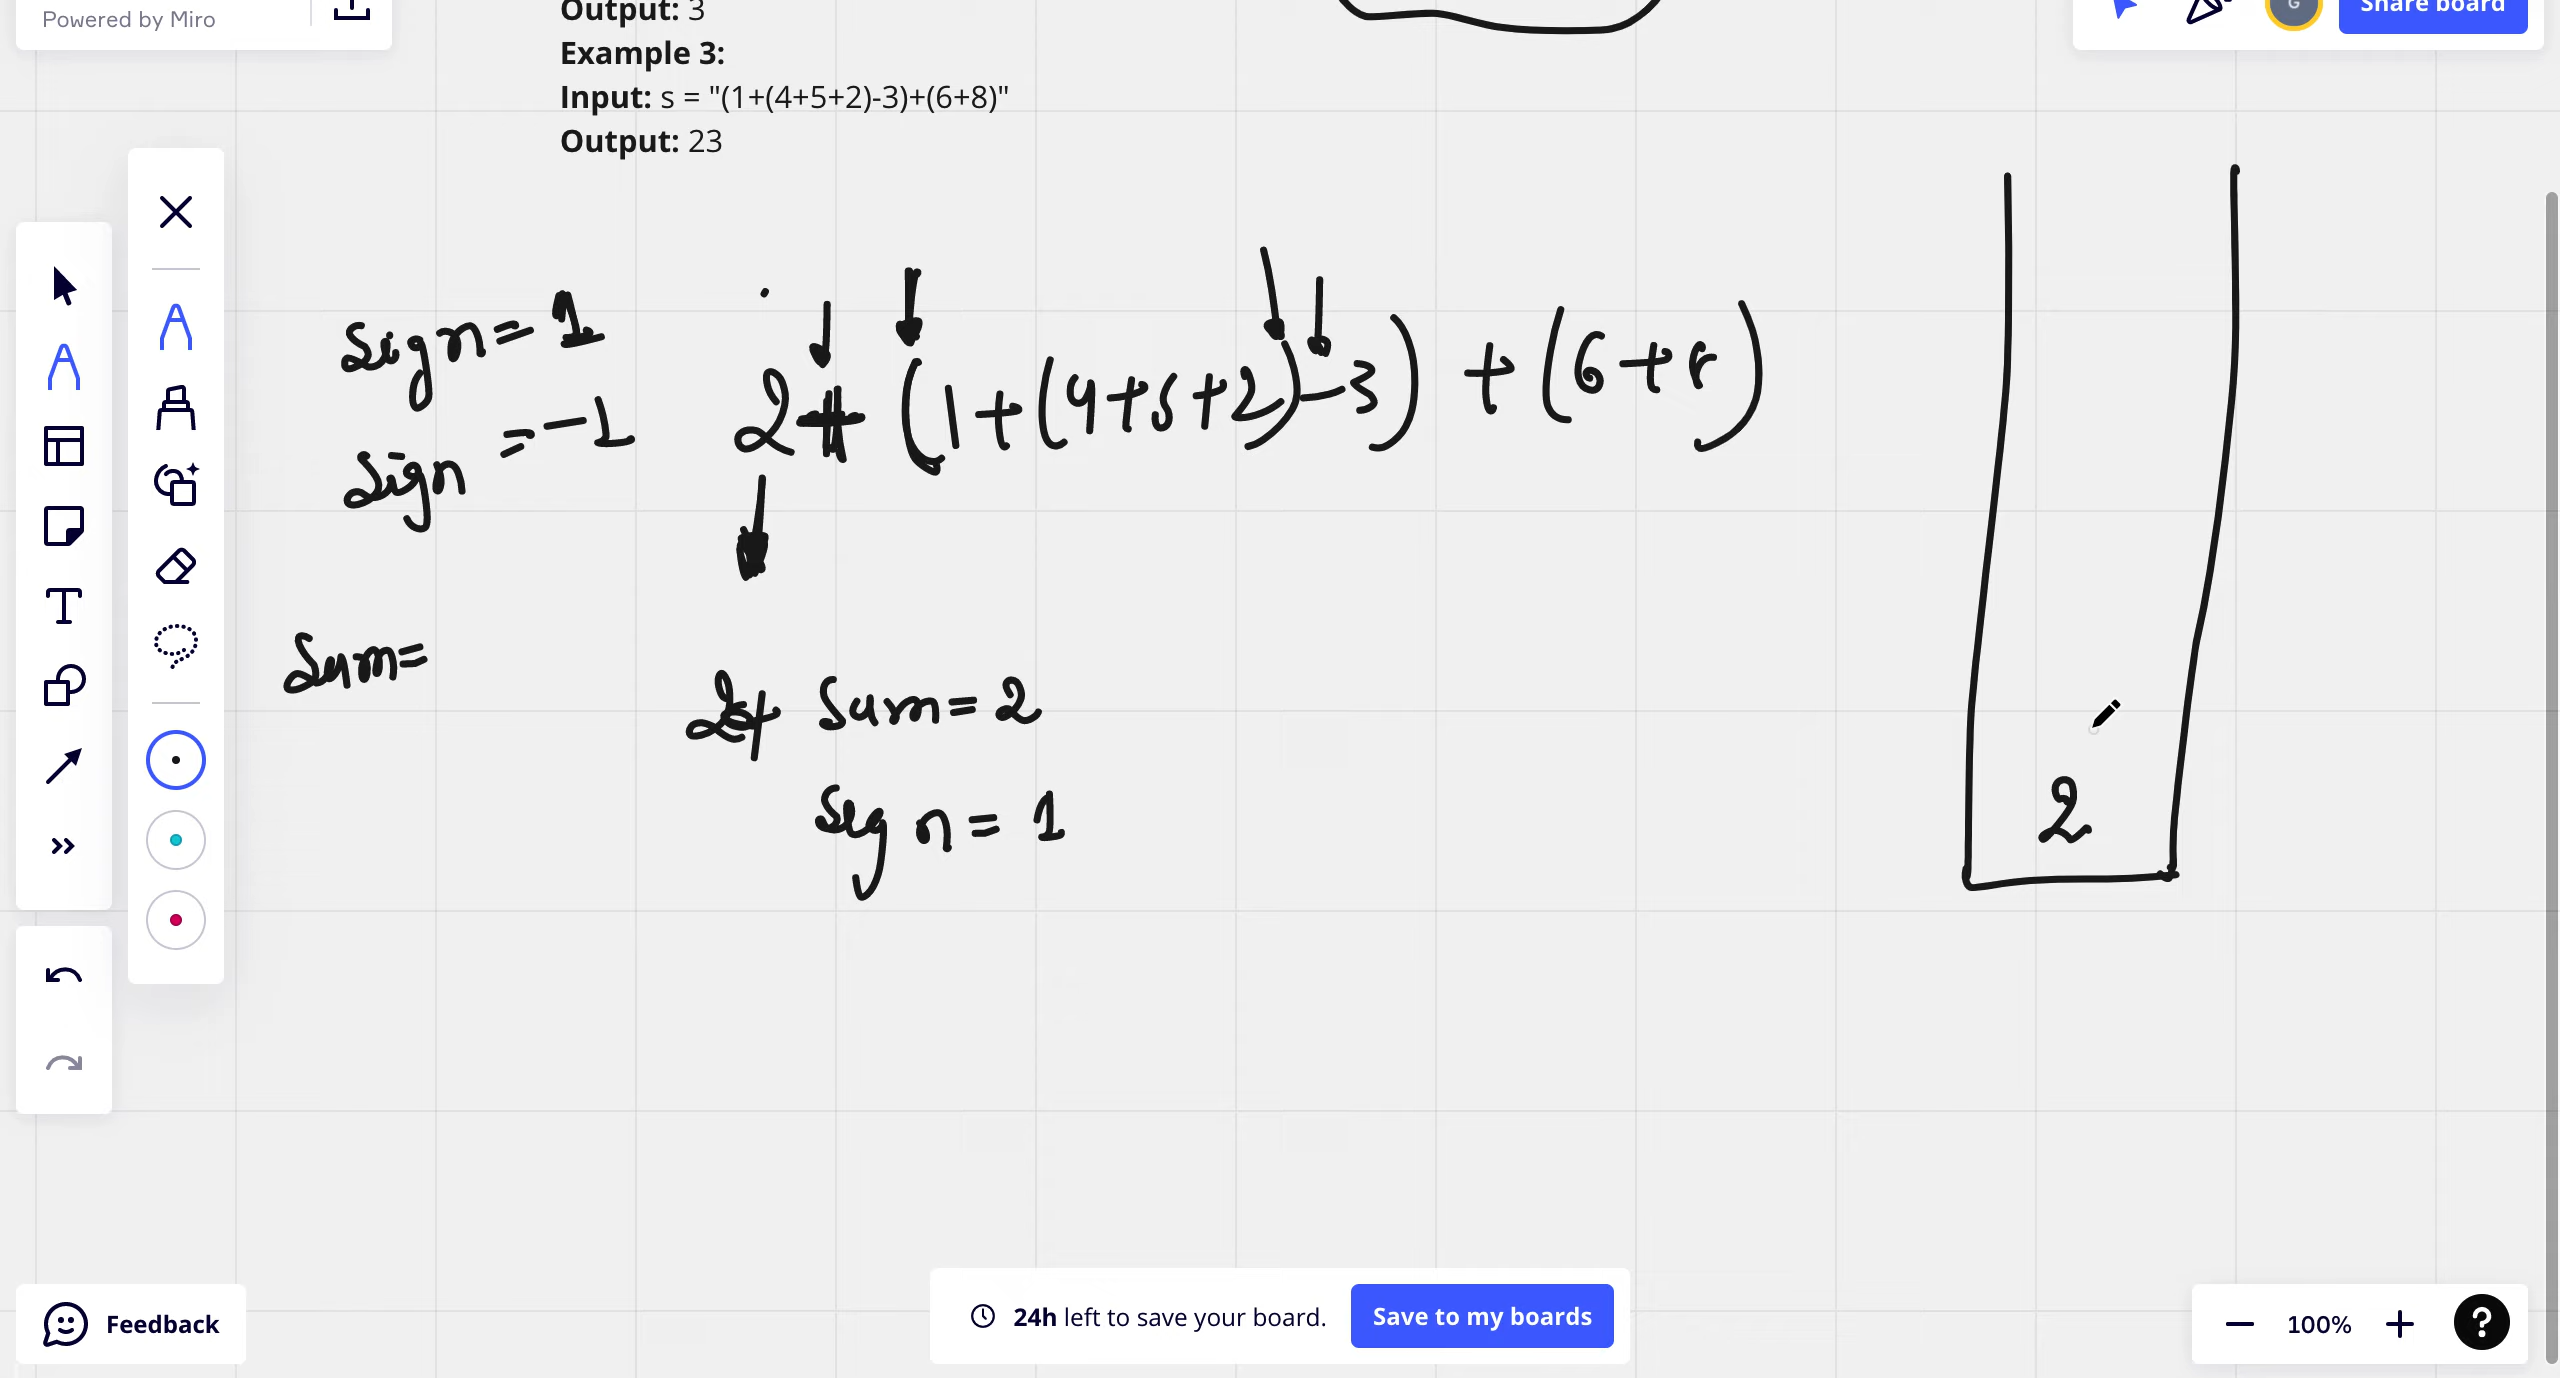 Powered by Miro
Output: 3
Example 3:
Input: s = "(1+(4+5+2)-3)+(6+8)"
Output: 23
Share board
G
Sign = 1
Sign = -1
2+ (1+(4+5+2)-3) + (6+8)
Sum=
2+ Sum=2
Sign = 1
2
Feedback
24h left to save your board.
Save to my boards
100%
?